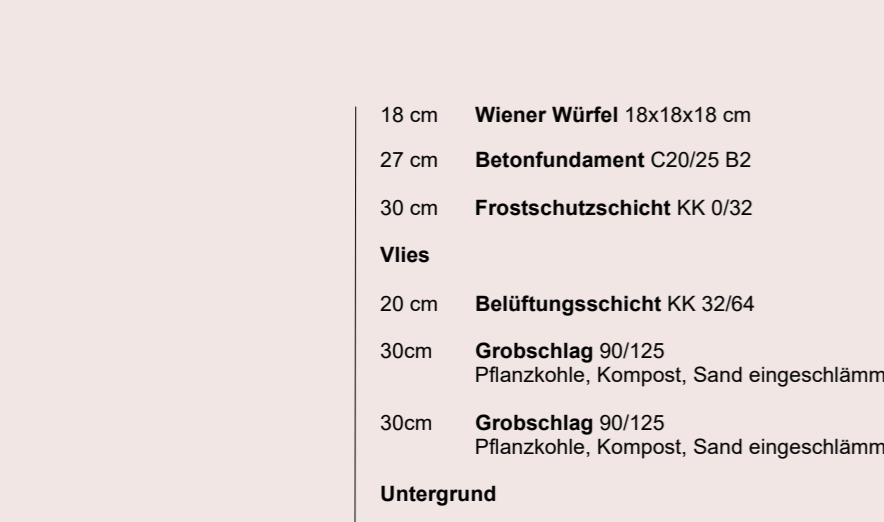 18 cm Wiener Würfel 18x18x18 cm
27 cm Betonfundament C20/25 B2
30 cm Frostschutzschicht KK 0/32
Vlies
20 cm Belüftungsschicht KK 32/64
30cm Grobschlag 90/125
Pflanzkohle, Kompost, Sand eingeschlämm
30cm Grobschlag 90/125
Pflanzkohle, Kompost, Sand eingeschlämm
Untergrund